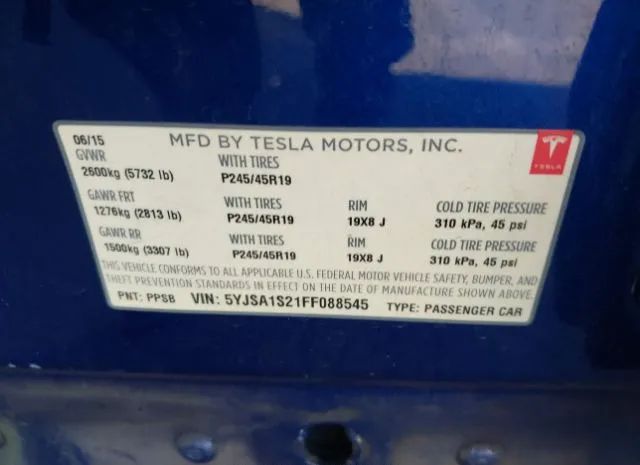 06/15 MFD BY TESLA MOTORS, INC.
TESLA
GVWR WITH TIRES
2600kg (5732 lb) P245/45R19
GAWR FRT WITH TIRES RIM COLD TIRE PRESSURE
1276kg (2813 lb) P245/45R19 19X8 J 310 kPa, 45 psi
GAWR RR WITH TIRES RIM COLD TIRE PRESSURE
1500kg (3307 lb) P245/45R19 19X8 J 310 kPa, 45 psi
THIS VEHICLE CONFORMS TO ALL APPLICABLE U.S. FEDERAL MOTOR VEHICLE SAFETY, BUMPER, AND
THEFT PREVENTION STANDARDS IN EFFECT ON THE DATE OF MANUFACTURE SHOWN ABOVE.
PNT: PPSB VIN: 5YJSA1S21FF088545 TYPE: PASSENGER CAR